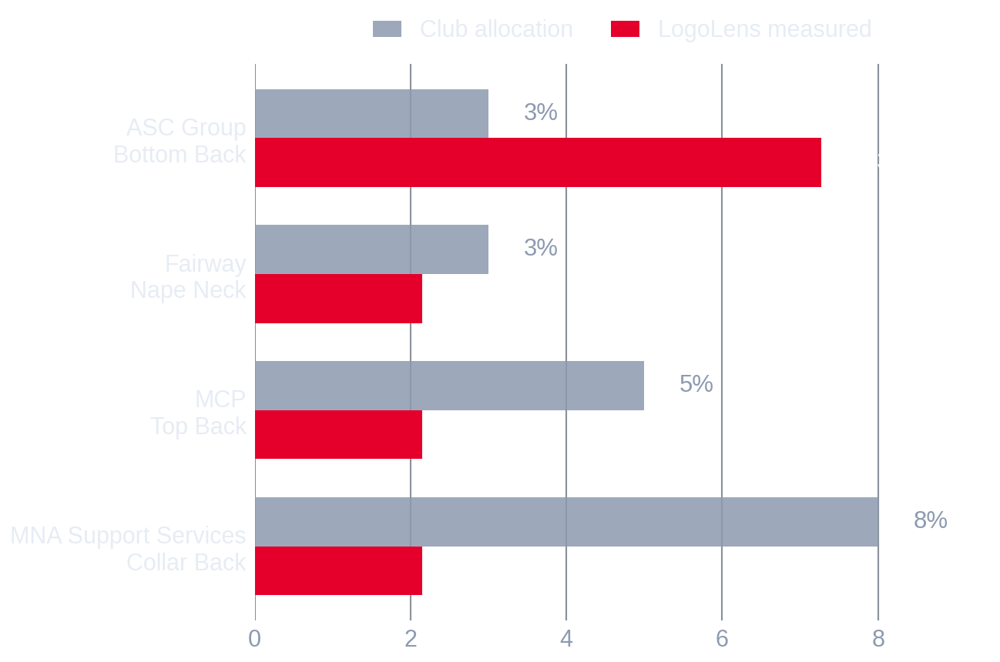 Club allocation LogoLens measured
3%
ASC Group
Bottom Back
3%
Fairway
Nape Neck
5%
MCP
Top Back
8%
MNA Support Services
Collar Back
0 2 4 6 8